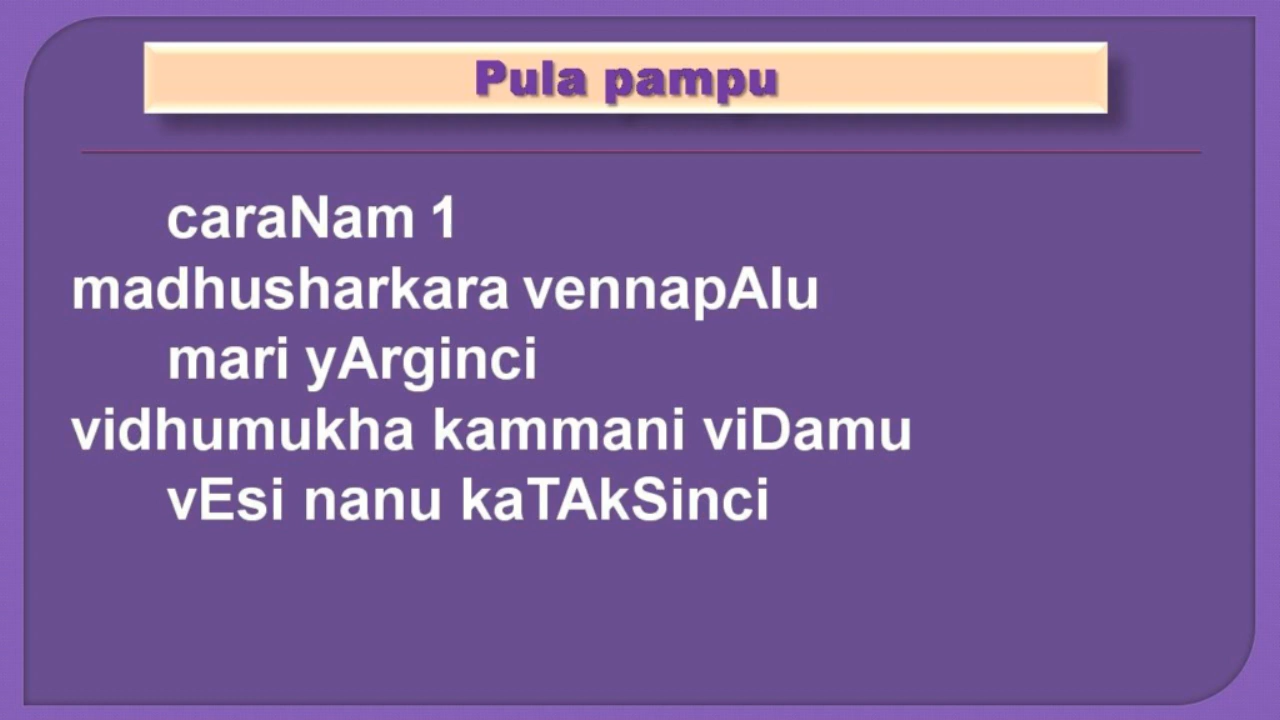 Pula pampu
caraNam 1
madhusharkara vennapAlu
mari yArginci
vidhumukha kammani viDamu
vEsi nanu kaTAkSinci